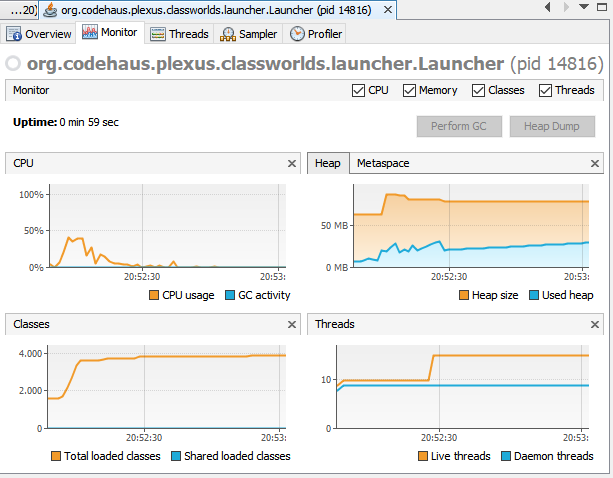 ...20) org.codehaus.plexus.classworlds.launcher.Launcher (pid 14816)
Overview Monitor Threads Sampler Profiler
org.codehaus.plexus.classworlds.launcher.Launcher (pid 14816)
Monitor CPU Memory Classes Threads
Uptime: 0 min 59 sec Perform GC Heap Dump
CPU
100%
50%
0%
20:52:30 20:53:
CPU usage GC activity
Heap Metaspace
50 MB
0 MB
20:52:30 20:53:
Heap size Used heap
Classes
4.000
2.000
0
20:52:30 20:53:
Total loaded classes Shared loaded classes
Threads
10
0
20:52:30 20:53:
Live threads Daemon threads